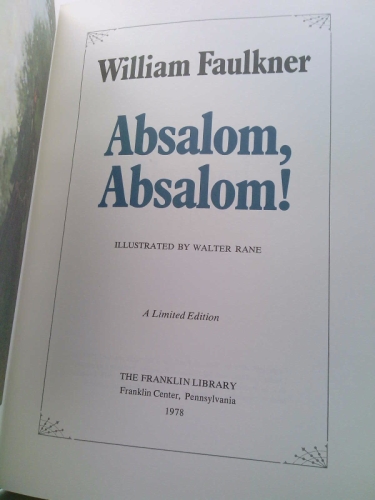 William Faulkner
Absalom,
Absalom!
ILLUSTRATED BY WALTER RANE
A Limited Edition
THE FRANKLIN LIBRARY
Franklin Center, Pennsylvania
1978